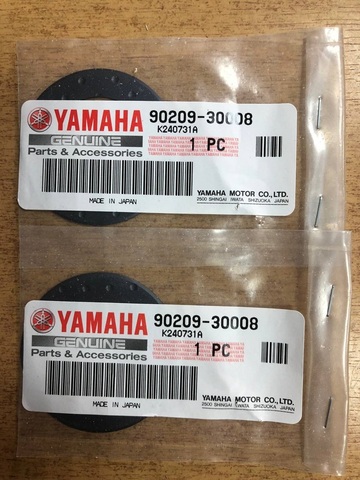 YAMAHA 90209-30008
K240731A
GENUINE
1 PC
Parts & Accessories
YAMAHA MOTOR CO.,LTD.
MADE IN JAPAN
2500 SHINGAI IWATA SHIZUOKA JAPAN
YAMAHA 90209-30008
K240731A
GENUINE
1 PC
Parts & Accessories
YAMAHA MOTOR CO.,LTD.
MADE IN JAPAN
2500 SHINGAI IWATA SHIZUOKA JAPAN